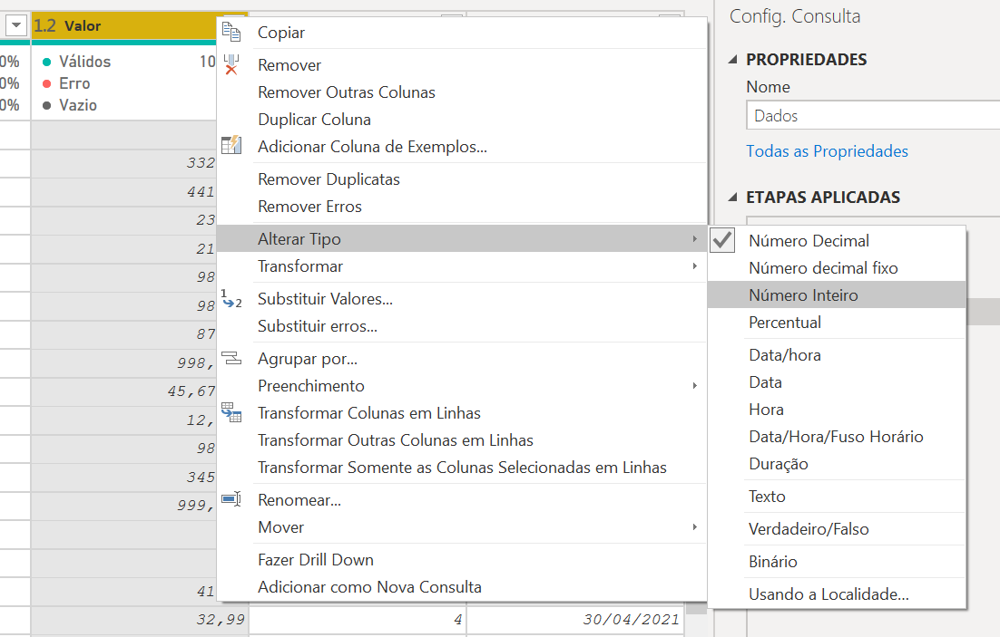 1.2 Valor
0% Válidos 10
0% Erro
0% Vazio
332
441
23
21
98
98
87
998,
45,67
12,
98
345
999,
41
32,99 4 30/04/2021
Copiar
Remover
Remover Outras Colunas
Duplicar Coluna
Adicionar Coluna de Exemplos...
Remover Duplicatas
Remover Erros
Alterar Tipo
Transformar
1 2 Substituir Valores...
Substituir erros...
Agrupar por...
Preenchimento
Transformar Colunas em Linhas
Transformar Outras Colunas em Linhas
Transformar Somente as Colunas Selecionadas em Linhas
Renomear...
Mover
Fazer Drill Down
Adicionar como Nova Consulta
Número Decimal
Número decimal fixo
Número Inteiro
Percentual
Data/hora
Data
Hora
Data/Hora/Fuso Horário
Duração
Texto
Verdadeiro/Falso
Binário
Usando a Localidade...
Config. Consulta
PROPRIEDADES
Nome
Dados
Todas as Propriedades
ETAPAS APLICADAS